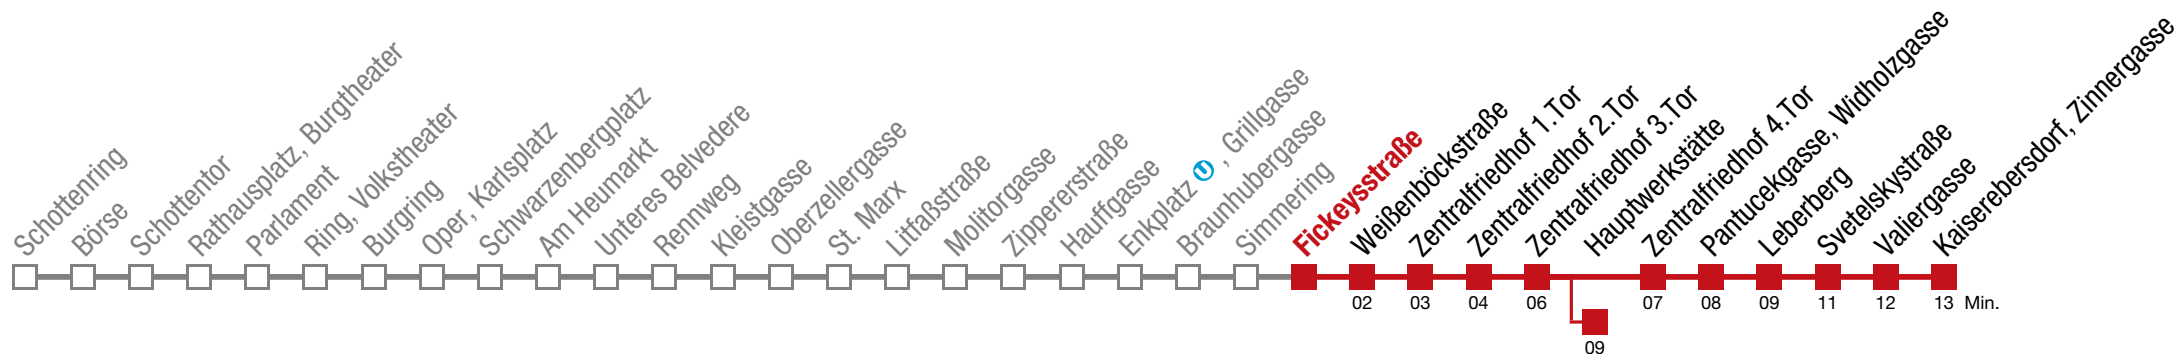 Schottenring
Börse
Schottentor
Rathausplatz, Burgtheater
Parlament
Ring, Volkstheater
Burgring
Oper, Karlsplatz
Schwarzenbergplatz
Am Heumarkt
Unteres Belvedere
Rennweg
Kleistgasse
Oberzellergasse
St. Marx
Litfaßstraße
Molitorgasse
Zippererstraße
Hauffgasse
Enkplatz U , Grillgasse
Braunhubergasse
Simmering
Fickeysstraße
Weißenböckstraße
Zentralfriedhof 1.Tor
Zentralfriedhof 2.Tor
Zentralfriedhof 3.Tor
Hauptwerkstätte
Zentralfriedhof 4.Tor
Pantucekgasse, Widholzgasse
Leberberg
Svetelskystraße
Valiergasse
Kaiserebersdorf, Zinnergasse
02 03 04 06 07 08 09 11 12 13 Min.
09